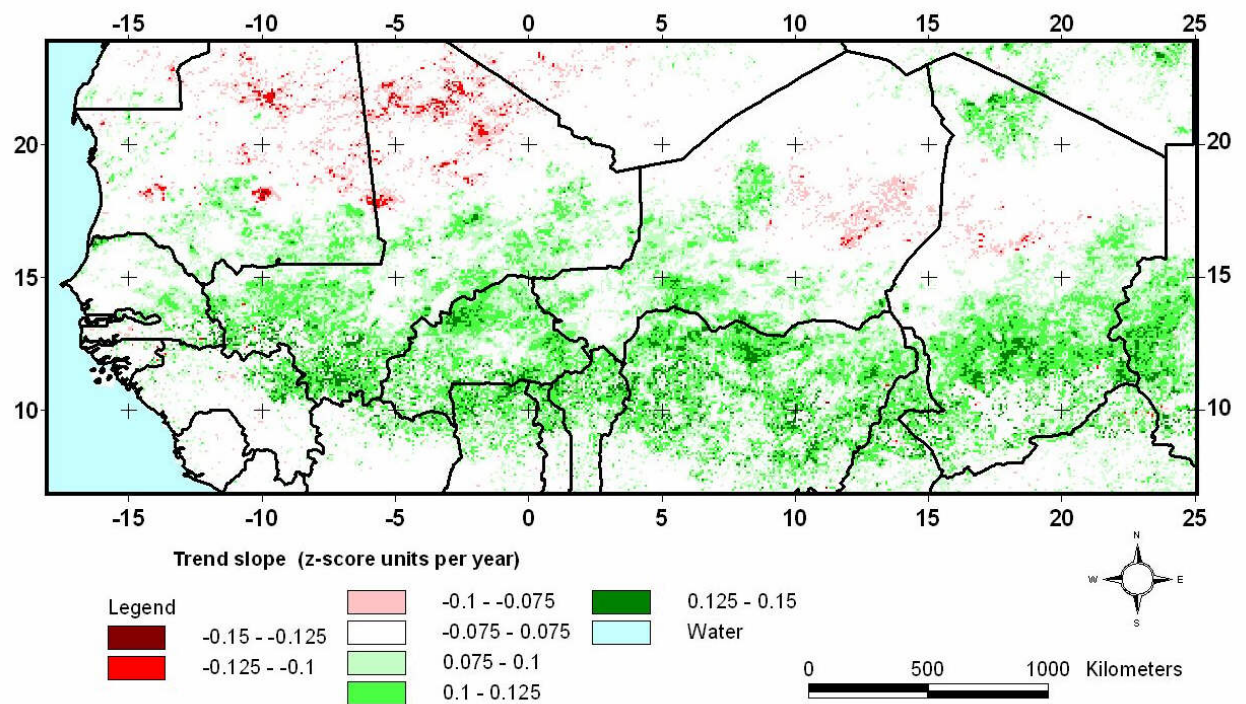 -15 -10 -5 0 5 10 15 20 25
20 20
15 15
10 10
-15 -10 -5 0 5 10 15 20 25
Trend slope (z-score units per year)
Legend
-0.15 - -0.125
-0.125 - -0.1
-0.1 - -0.075
-0.075 - 0.075
0.075 - 0.1
0.1 - 0.125
0.125 - 0.15
Water
N
W E
S
0 500 1000 Kilometers